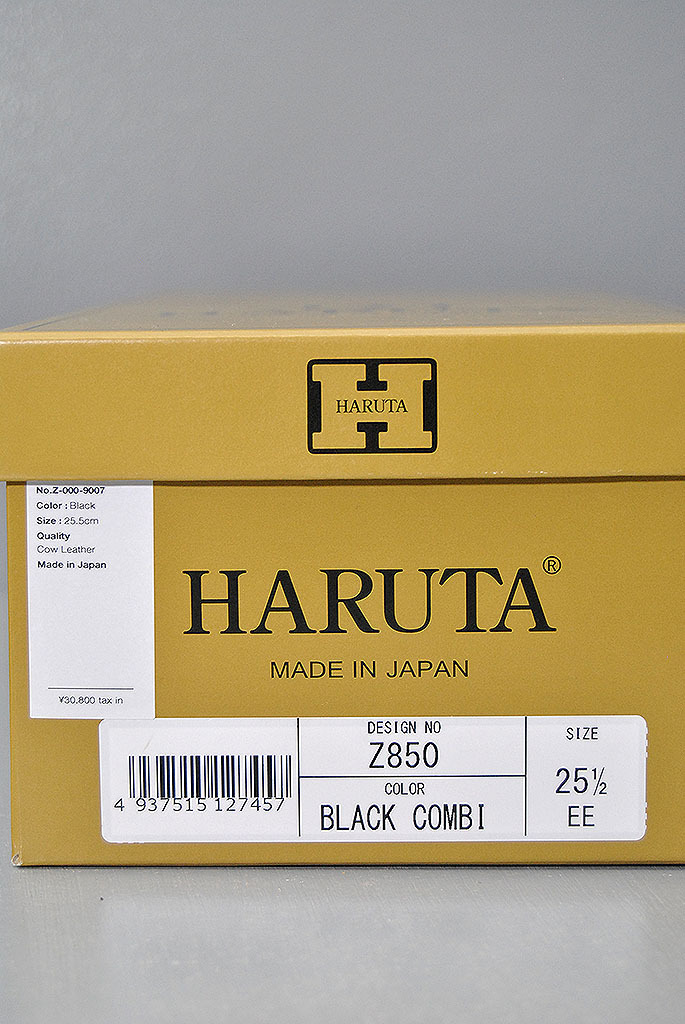 HARUTA
No.Z-000-9007
Color : Black
Size : 25.5cm
Quality
Cow Leather
Made in Japan
¥30,800 tax in
HARUTA®
MADE IN JAPAN
4 937515 127457
DESIGN NO
Z850
COLOR
BLACK COMBI
SIZE
25½
EE